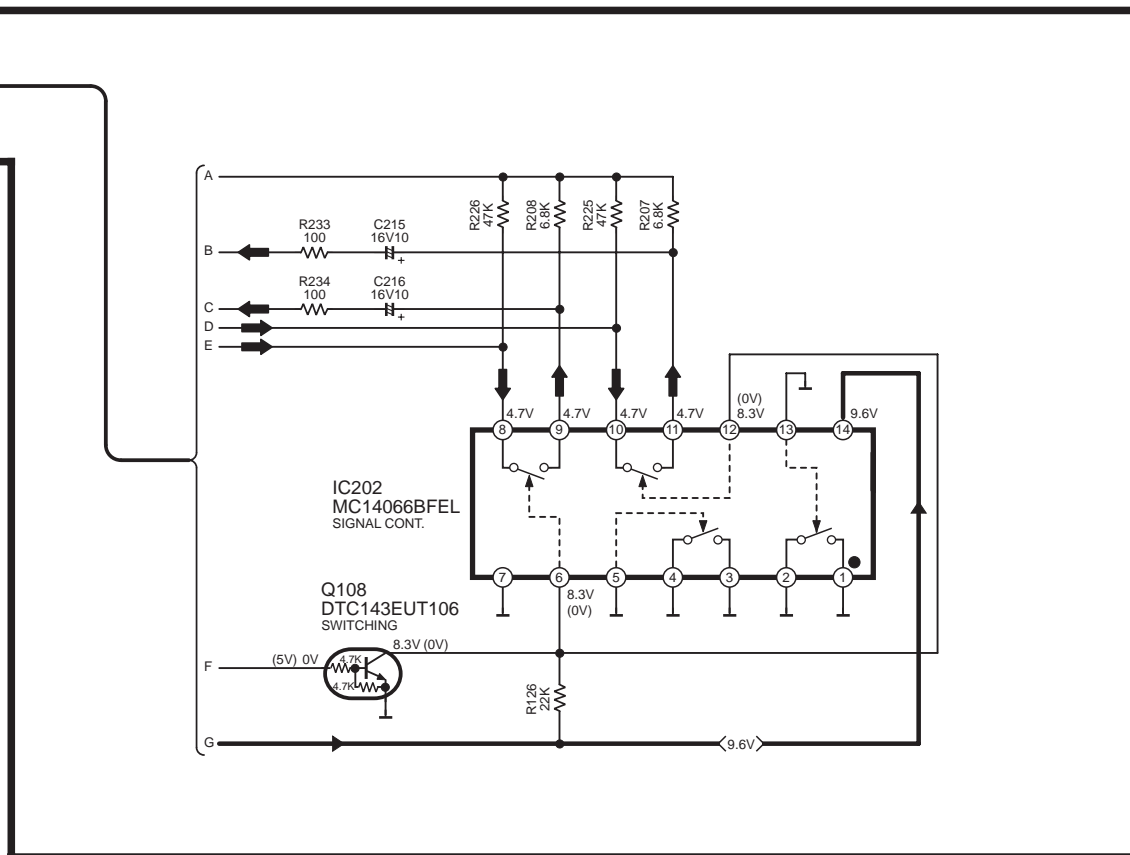 A
R226
47K
R208
6.8K
R225
47K
R207
6.8K
R233
100
C215
16V10
+
B
R234
100
C216
16V10
+
C
D
E
4.7V
4.7V
4.7V
4.7V
(0V)
8.3V
9.6V
8
9
10
11
12
13
14
IC202
MC14066BFEL
SIGNAL CONT.
7
6
5
4
3
2
1
8.3V
(0V)
Q108
DTC143EUT106
SWITCHING
8.3V (0V)
F
(5V) 0V
4.7K
4.7K
R126
22K
G
9.6V